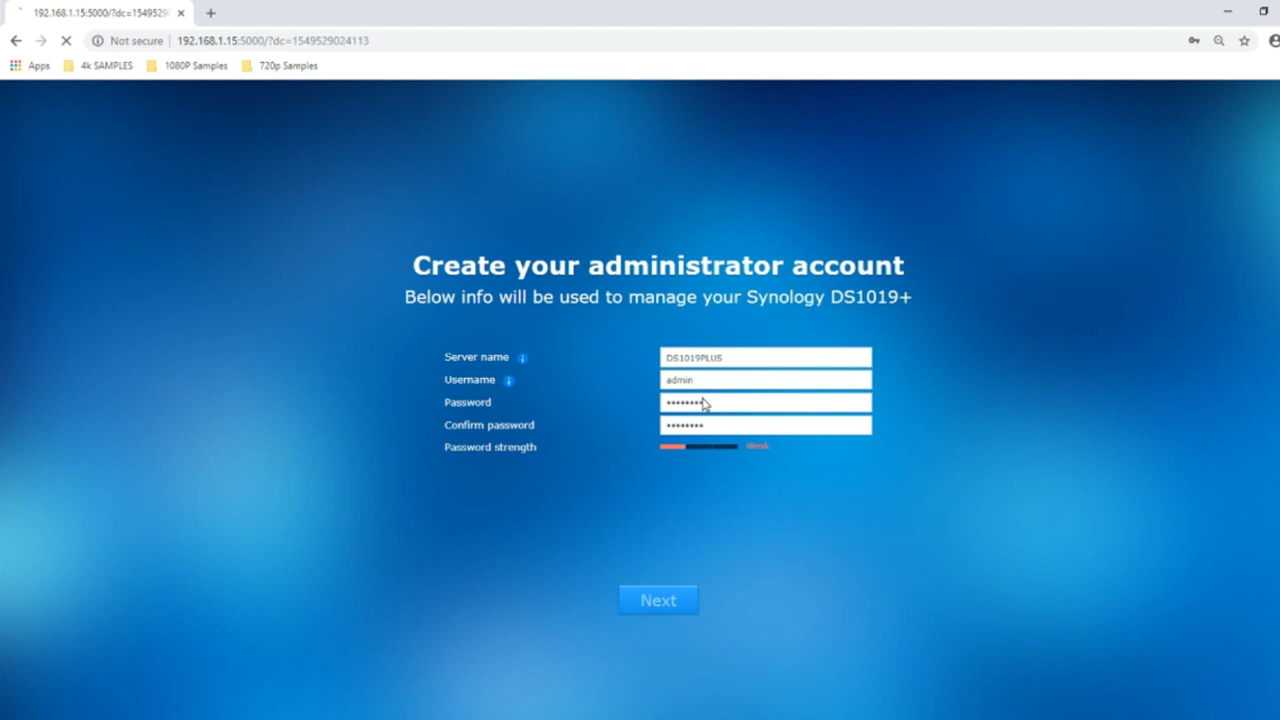 192.168.1.15:5000/?dc=1549529
Not secure 192.168.1.15:5000/?dc=1549529024113
Apps 4k SAMPLES 1080P Samples 720p Samples
Create your administrator account
Below info will be used to manage your Synology DS1019+
Server name DS1019PLUS
Username admin
Password ••••••••
Confirm password ••••••••
Password strength Weak
Next